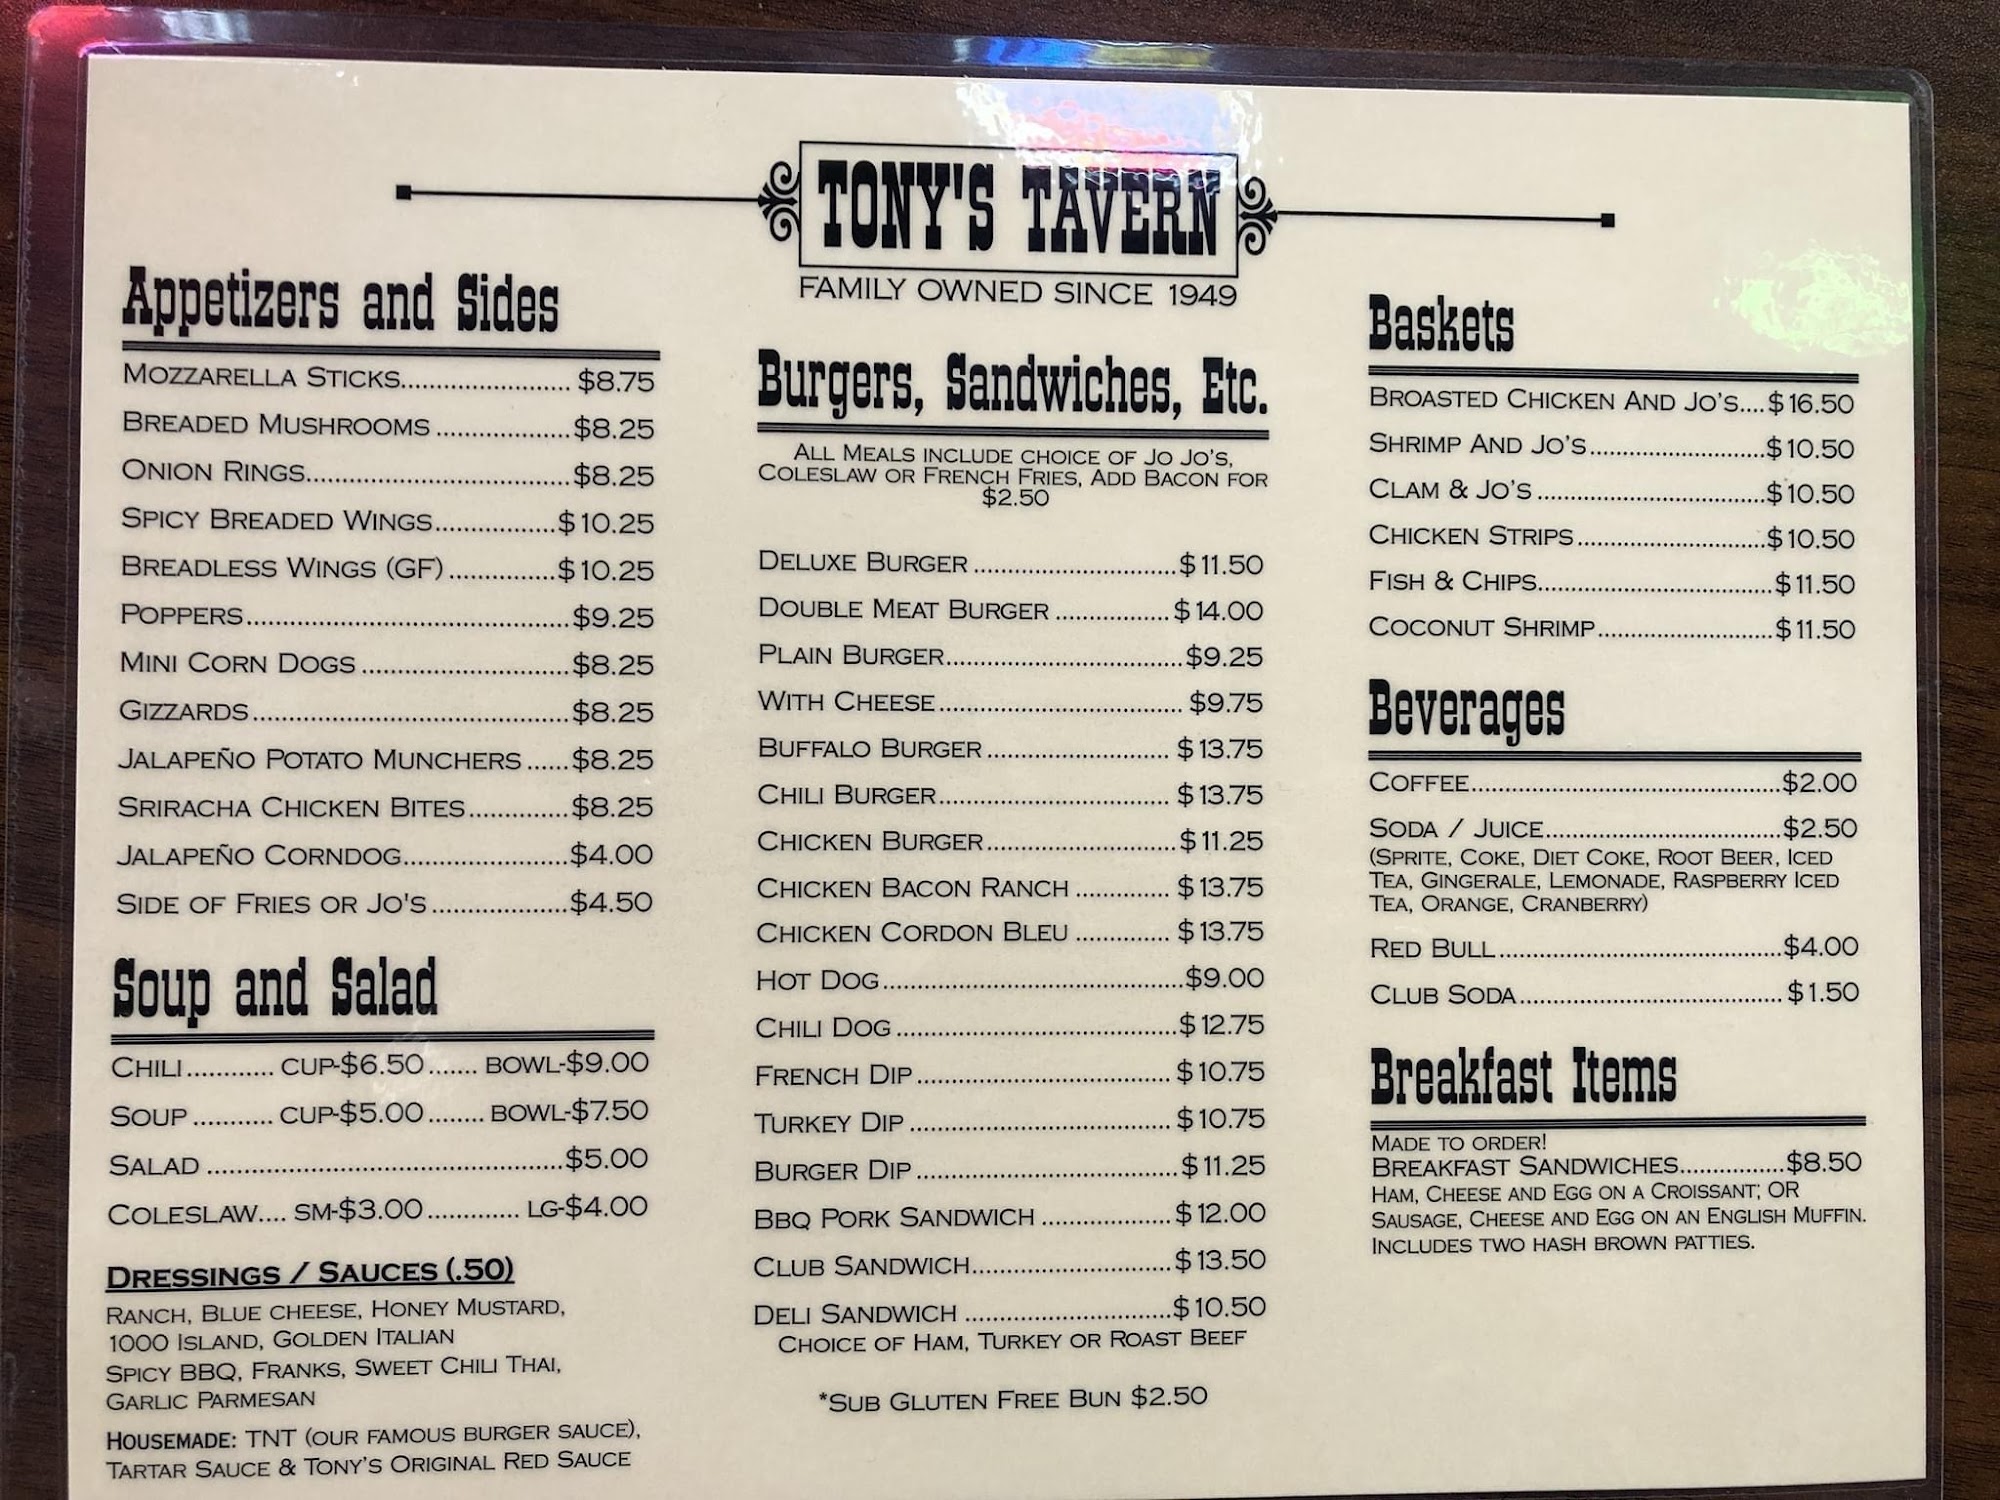 TONY'S TAVERN
FAMILY OWNED SINCE 1949
Appetizers and Sides
MOZZARELLA STICKS....................... $8.75
BREADED MUSHROOMS ..................$8.25
ONION RINGS....................................$8.25
SPICY BREADED WINGS................$10.25
BREADLESS WINGS (GF)..............$10.25
POPPERS............................................$9.25
MINI CORN DOGS ............................$8.25
GIZZARDS...........................................$8.25
JALAPEÑO POTATO MUNCHERS ......$8.25
SRIRACHA CHICKEN BITES.............$8.25
JALAPEÑO CORNDOG......................$4.00
SIDE OF FRIES OR JO'S ..................$4.50
Soup and Salad
CHILI............ CUP-$6.50....... BOWL-$9.00
SOUP ........... CUP-$5.00........ BOWL-$7.50
SALAD ................................................$5.00
COLESLAW.... SM-$3.00............. LG-$4.00
DRESSINGS / SAUCES (.50)
RANCH, BLUE CHEESE, HONEY MUSTARD,
1000 ISLAND, GOLDEN ITALIAN
SPICY BBQ, FRANKS, SWEET CHILI THAI,
GARLIC PARMESAN
HOUSEMADE: TNT (OUR FAMOUS BURGER SAUCE),
TARTAR SAUCE & TONY'S ORIGINAL RED SAUCE
Burgers, Sandwiches, Etc.
ALL MEALS INCLUDE CHOICE OF JO JO'S,
COLESLAW OR FRENCH FRIES, ADD BACON FOR
$2.50
DELUXE BURGER ...........................$11.50
DOUBLE MEAT BURGER ............... $14.00
PLAIN BURGER................................$9.25
WITH CHEESE................................. $9.75
BUFFALO BURGER ........................ $13.75
CHILI BURGER............................... $13.75
CHICKEN BURGER.........................$11.25
CHICKEN BACON RANCH ............. $13.75
CHICKEN CORDON BLEU ............. $13.75
HOT DOG.........................................$9.00
CHILI DOG .....................................$12.75
FRENCH DIP.................................. $10.75
TURKEY DIP ................................... $10.75
BURGER DIP ...................................$11.25
BBQ PORK SANDWICH .................$12.00
CLUB SANDWICH...........................$13.50
DELI SANDWICH ............................$10.50
CHOICE OF HAM, TURKEY OR ROAST BEEF
*SUB GLUTEN FREE BUN $2.50
Baskets
BROASTED CHICKEN AND JO'S....$16.50
SHRIMP AND JO'S........................$10.50
CLAM & JO'S ...............................$10.50
CHICKEN STRIPS.........................$10.50
FISH & CHIPS................................$11.50
COCONUT SHRIMP........................$11.50
Beverages
COFFEE..........................................$2.00
SODA / JUICE................................$2.50
(SPRITE, COKE, DIET COKE, ROOT BEER, ICED
TEA, GINGERALE, LEMONADE, RASPBERRY ICED
TEA, ORANGE, CRANBERRY)
RED BULL.......................................$4.00
CLUB SODA.................................... $1.50
Breakfast Items
MADE TO ORDER!
BREAKFAST SANDWICHES..............$8.50
HAM, CHEESE AND EGG ON A CROISSANT; OR
SAUSAGE, CHEESE AND EGG ON AN ENGLISH MUFFIN.
INCLUDES TWO HASH BROWN PATTIES.